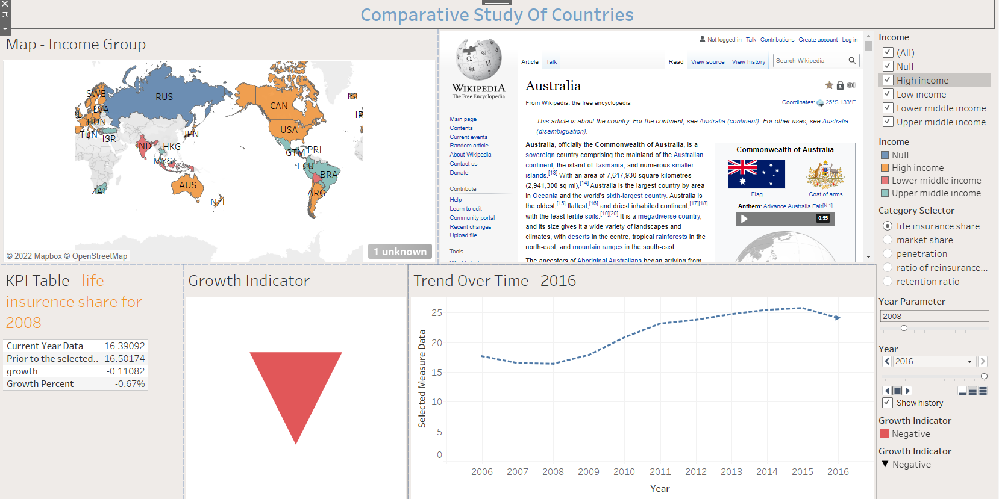 Comparative Study Of Countries
Map - Income Group
SWE
RUS
CAN
ISL
LVA
HUN
USA
TUN
ISR
JPN
IND
HKG
GTM
PRI
MYS
ECU
BRA
AUS
ARG
ZAF
NZL
© 2022 Mapbox © OpenStreetMap
1 unknown
WIKIPEDIA
The Free Encyclopedia
Main page
Contents
Current events
Random article
About Wikipedia
Contact us
Donate
Contribute
Help
Learn to edit
Community portal
Recent changes
Upload file
Tools
Not logged in Talk Contributions Create account Log in
Article Talk Read View source View history Search Wikipedia
Australia
From Wikipedia, the free encyclopedia
Coordinates: 25°S 133°E
This article is about the country. For the continent, see Australia (continent). For other uses, see Australia
(disambiguation).
Australia, officially the Commonwealth of Australia, is a
sovereign country comprising the mainland of the Australian
continent, the island of Tasmania, and numerous smaller
islands.[13] With an area of 7,617,930 square kilometres
(2,941,300 sq mi),[14] Australia is the largest country by area
in Oceania and the world's sixth-largest country. Australia is
the oldest,[15] flattest,[16] and driest inhabited continent,[17][18]
with the least fertile soils.[19][20] It is a megadiverse country,
and its size gives it a wide variety of landscapes and
climates, with deserts in the centre, tropical rainforests in the
north-east, and mountain ranges in the south-east.
The ancestors of Aboriginal Australians began arriving from
Commonwealth of Australia
Flag
Coat of arms
Anthem: Advance Australia Fair[N 1]
0:55
Income
(All)
Null
High income
Low income
Lower middle income
Upper middle income
Income
Null
High income
Lower middle income
Upper middle income
Category Selector
life insurance share
market share
penetration
ratio of reinsurance...
retention ratio
Year Parameter
2008
Year
2016
Show history
Growth Indicator
Negative
Growth Indicator
Negative
KPI Table - life
insurence share for
2008
Current Year Data 16.39092
Prior to the selected.. 16.50174
growth -0.11082
Growth Percent -0.67%
Growth Indicator
Trend Over Time - 2016
Selected Measure Data
25
20
15
10
5
0
2006 2007 2008 2009 2010 2011 2012 2013 2014 2015 2016
Year